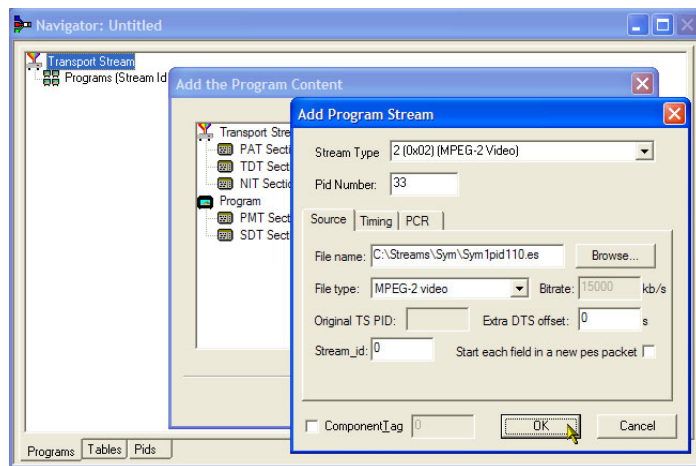 Navigator: Untitled
Transport Stream
Programs (Stream Id
Add the Program Content
Transport Stre
PAT Secti
TDT Sect
NIT Sectio
Program
PMT Sect
SDT Sect
Add Program Stream
Stream Type 2 (0x02) (MPEG-2 Video)
Pid Number: 33
Source Timing PCR
File name: C:\Streams\Sym\Sym1pid110.es Browse...
File type: MPEG-2 video Bitrate: 15000 kb/s
Original TS PID: Extra DTS offset: 0 s
Stream_id: 0 Start each field in a new pes packet
ComponentTag 0 OK Cancel
Programs Tables Pids